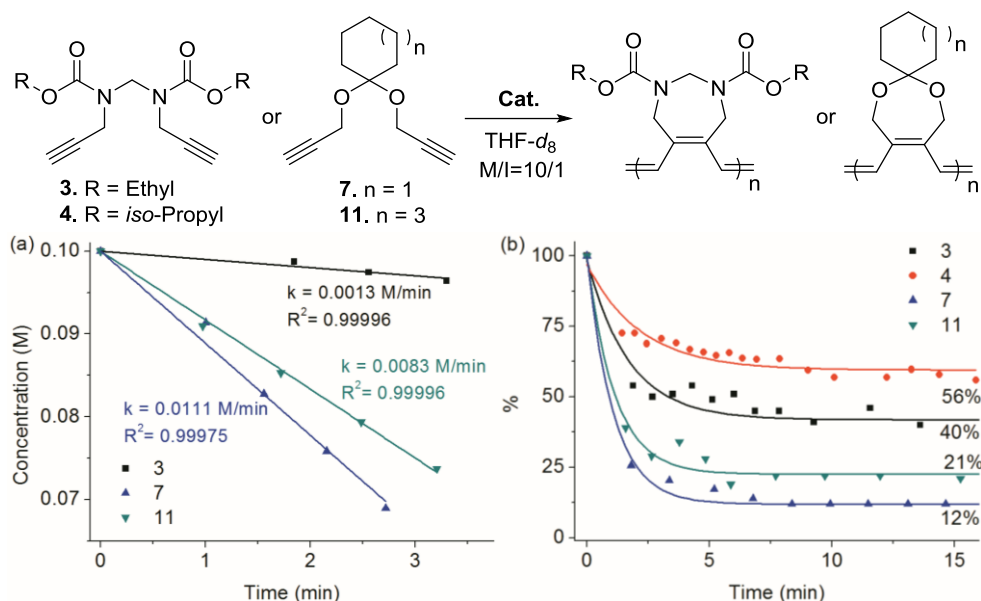 R O O N N O O R
or
O O
( ) n
Cat.
THF-d8
M/I=10/1
R O O N N O O R
n
or
O O
( ) n
n
3. R = Ethyl
4. R = iso-Propyl
7. n = 1
11. n = 3
(a)
Concentration (M)
0.10
0.09
0.08
0.07
k = 0.0013 M/min
R2= 0.99996
k = 0.0083 M/min
R2= 0.99996
k = 0.0111 M/min
R2= 0.99975
3
7
11
0 1 2 3
Time (min)
(b)
%
100
75
50
25
0
3
4
7
11
56%
40%
21%
12%
0 5 10 15
Time (min)